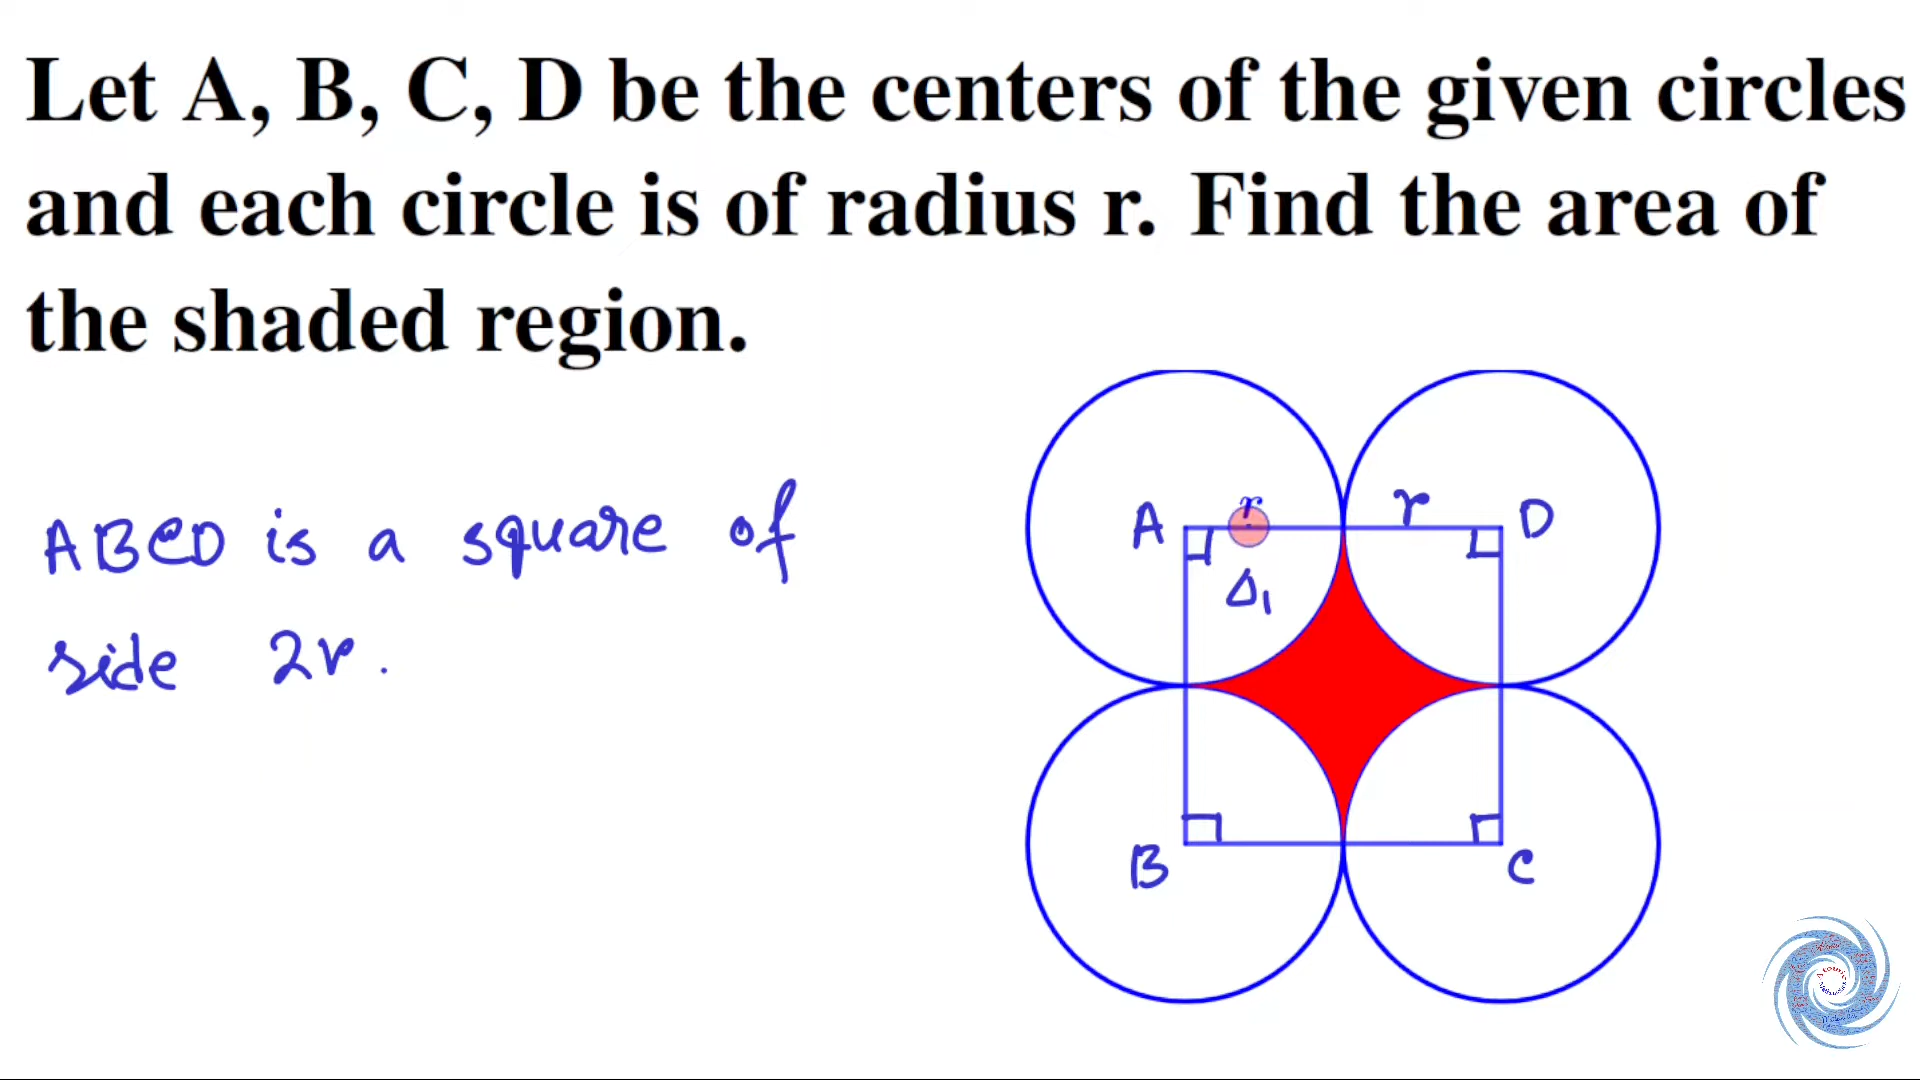 Let A, B, C, D be the centers of the given circles
and each circle is of radius r. Find the area of
the shaded region.
ABCD is a square of
side 2r.
A
r
r
D
Δ₁
B
C